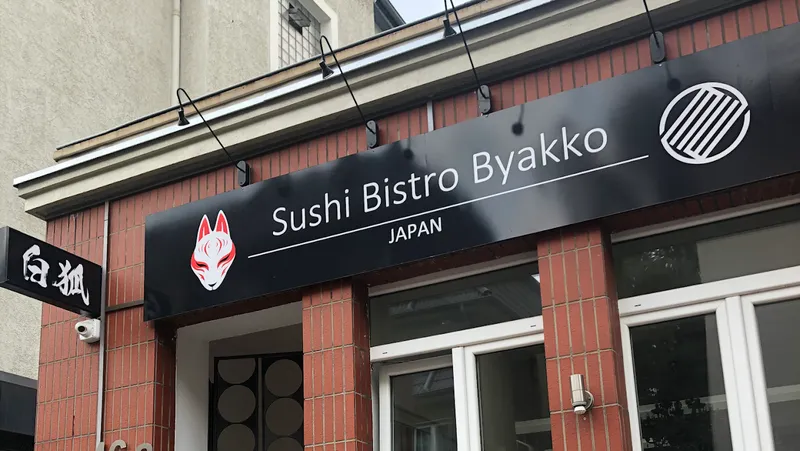 白狐
Sushi Bistro Byakko
JAPAN